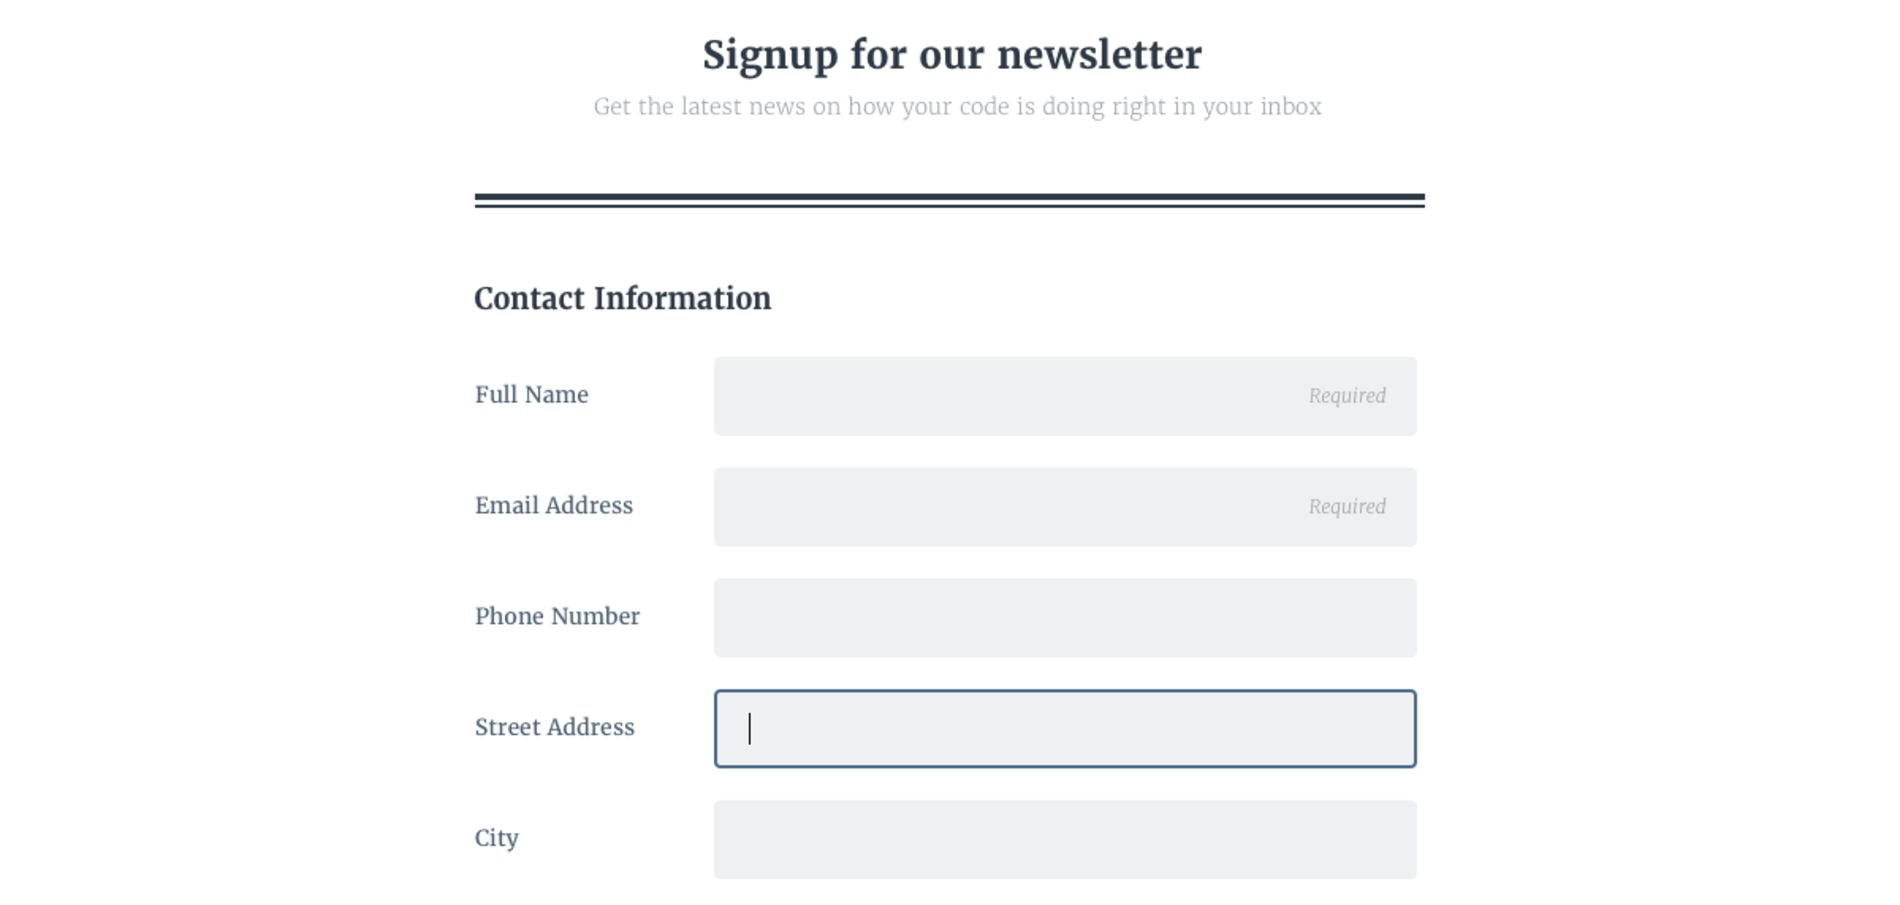 Signup for our newsletter
Get the latest news on how your code is doing right in your inbox
Contact Information
Full Name
Required
Email Address
Required
Phone Number
Street Address
City